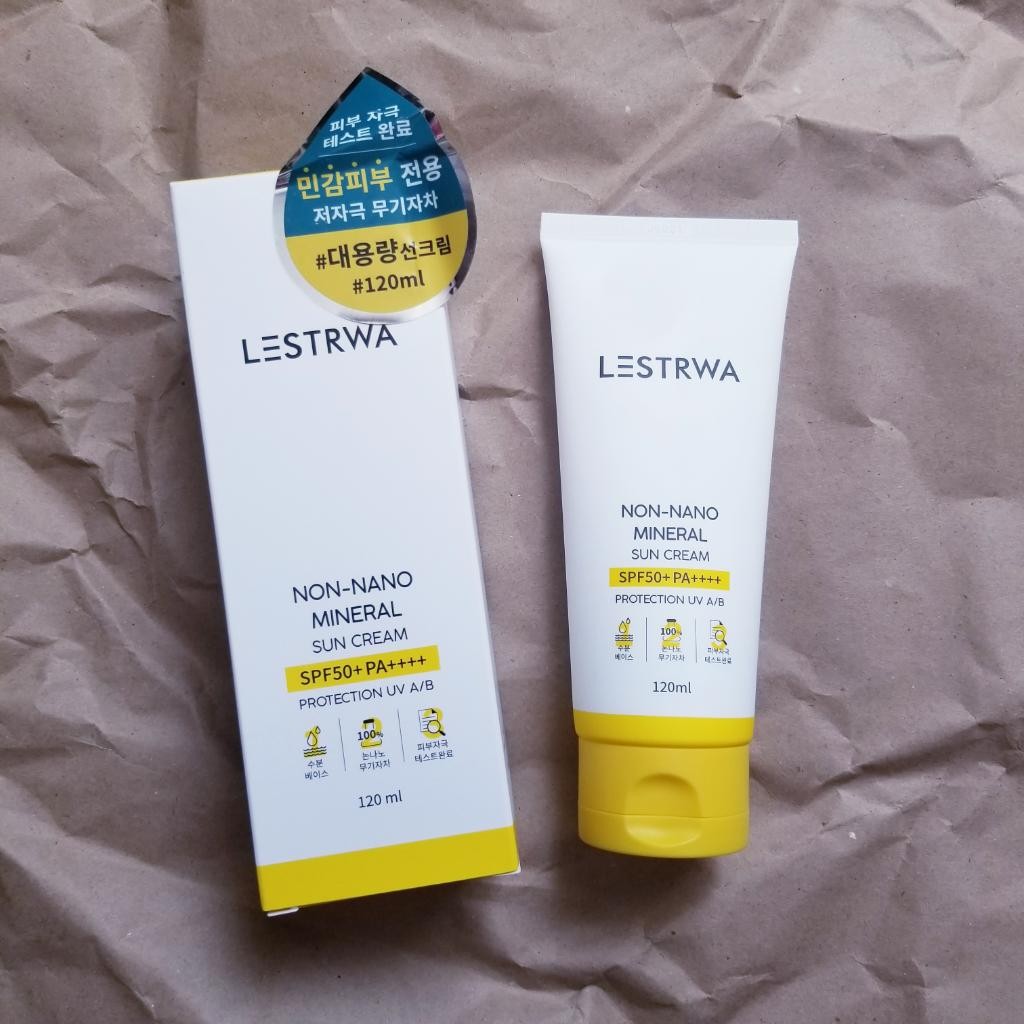 피부 자극
테스트 완료
민감피부 전용
저자극 무기자차
#대용량선크림
#120ml
LESTRWA
NON-NANO
MINERAL
SUN CREAM
SPF50+ PA++++
PROTECTION UV A/B
수분
베이스
100%
논나노
무기자차
피부자극
테스트완료
120 ml
LESTRWA
NON-NANO
MINERAL
SUN CREAM
SPF50+ PA++++
PROTECTION UV A/B
수분
베이스
100%
논나노
무기자차
피부자극
테스트완료
120ml